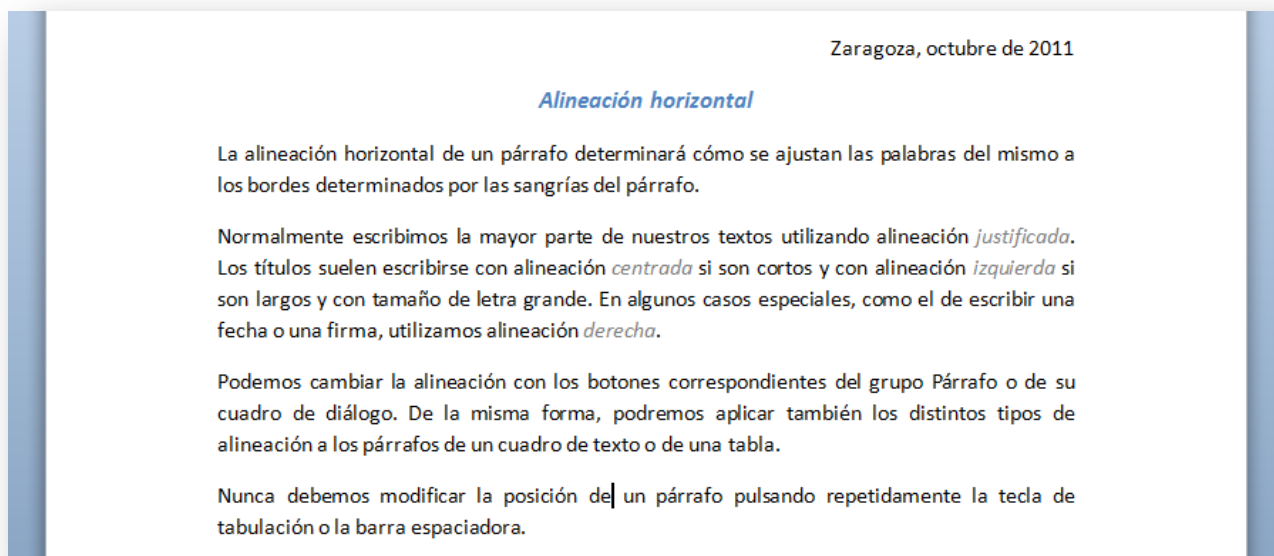 Zaragoza, octubre de 2011
Alineación horizontal
La alineación horizontal de un párrafo determinará cómo se ajustan las palabras del mismo a
los bordes determinados por las sangrías del párrafo.
Normalmente escribimos la mayor parte de nuestros textos utilizando alineación justificada.
Los títulos suelen escribirse con alineación centrada si son cortos y con alineación izquierda si
son largos y con tamaño de letra grande. En algunos casos especiales, como el de escribir una
fecha o una firma, utilizamos alineación derecha.
Podemos cambiar la alineación con los botones correspondientes del grupo Párrafo o de su
cuadro de diálogo. De la misma forma, podremos aplicar también los distintos tipos de
alineación a los párrafos de un cuadro de texto o de una tabla.
Nunca debemos modificar la posición de un párrafo pulsando repetidamente la tecla de
tabulación o la barra espaciadora.